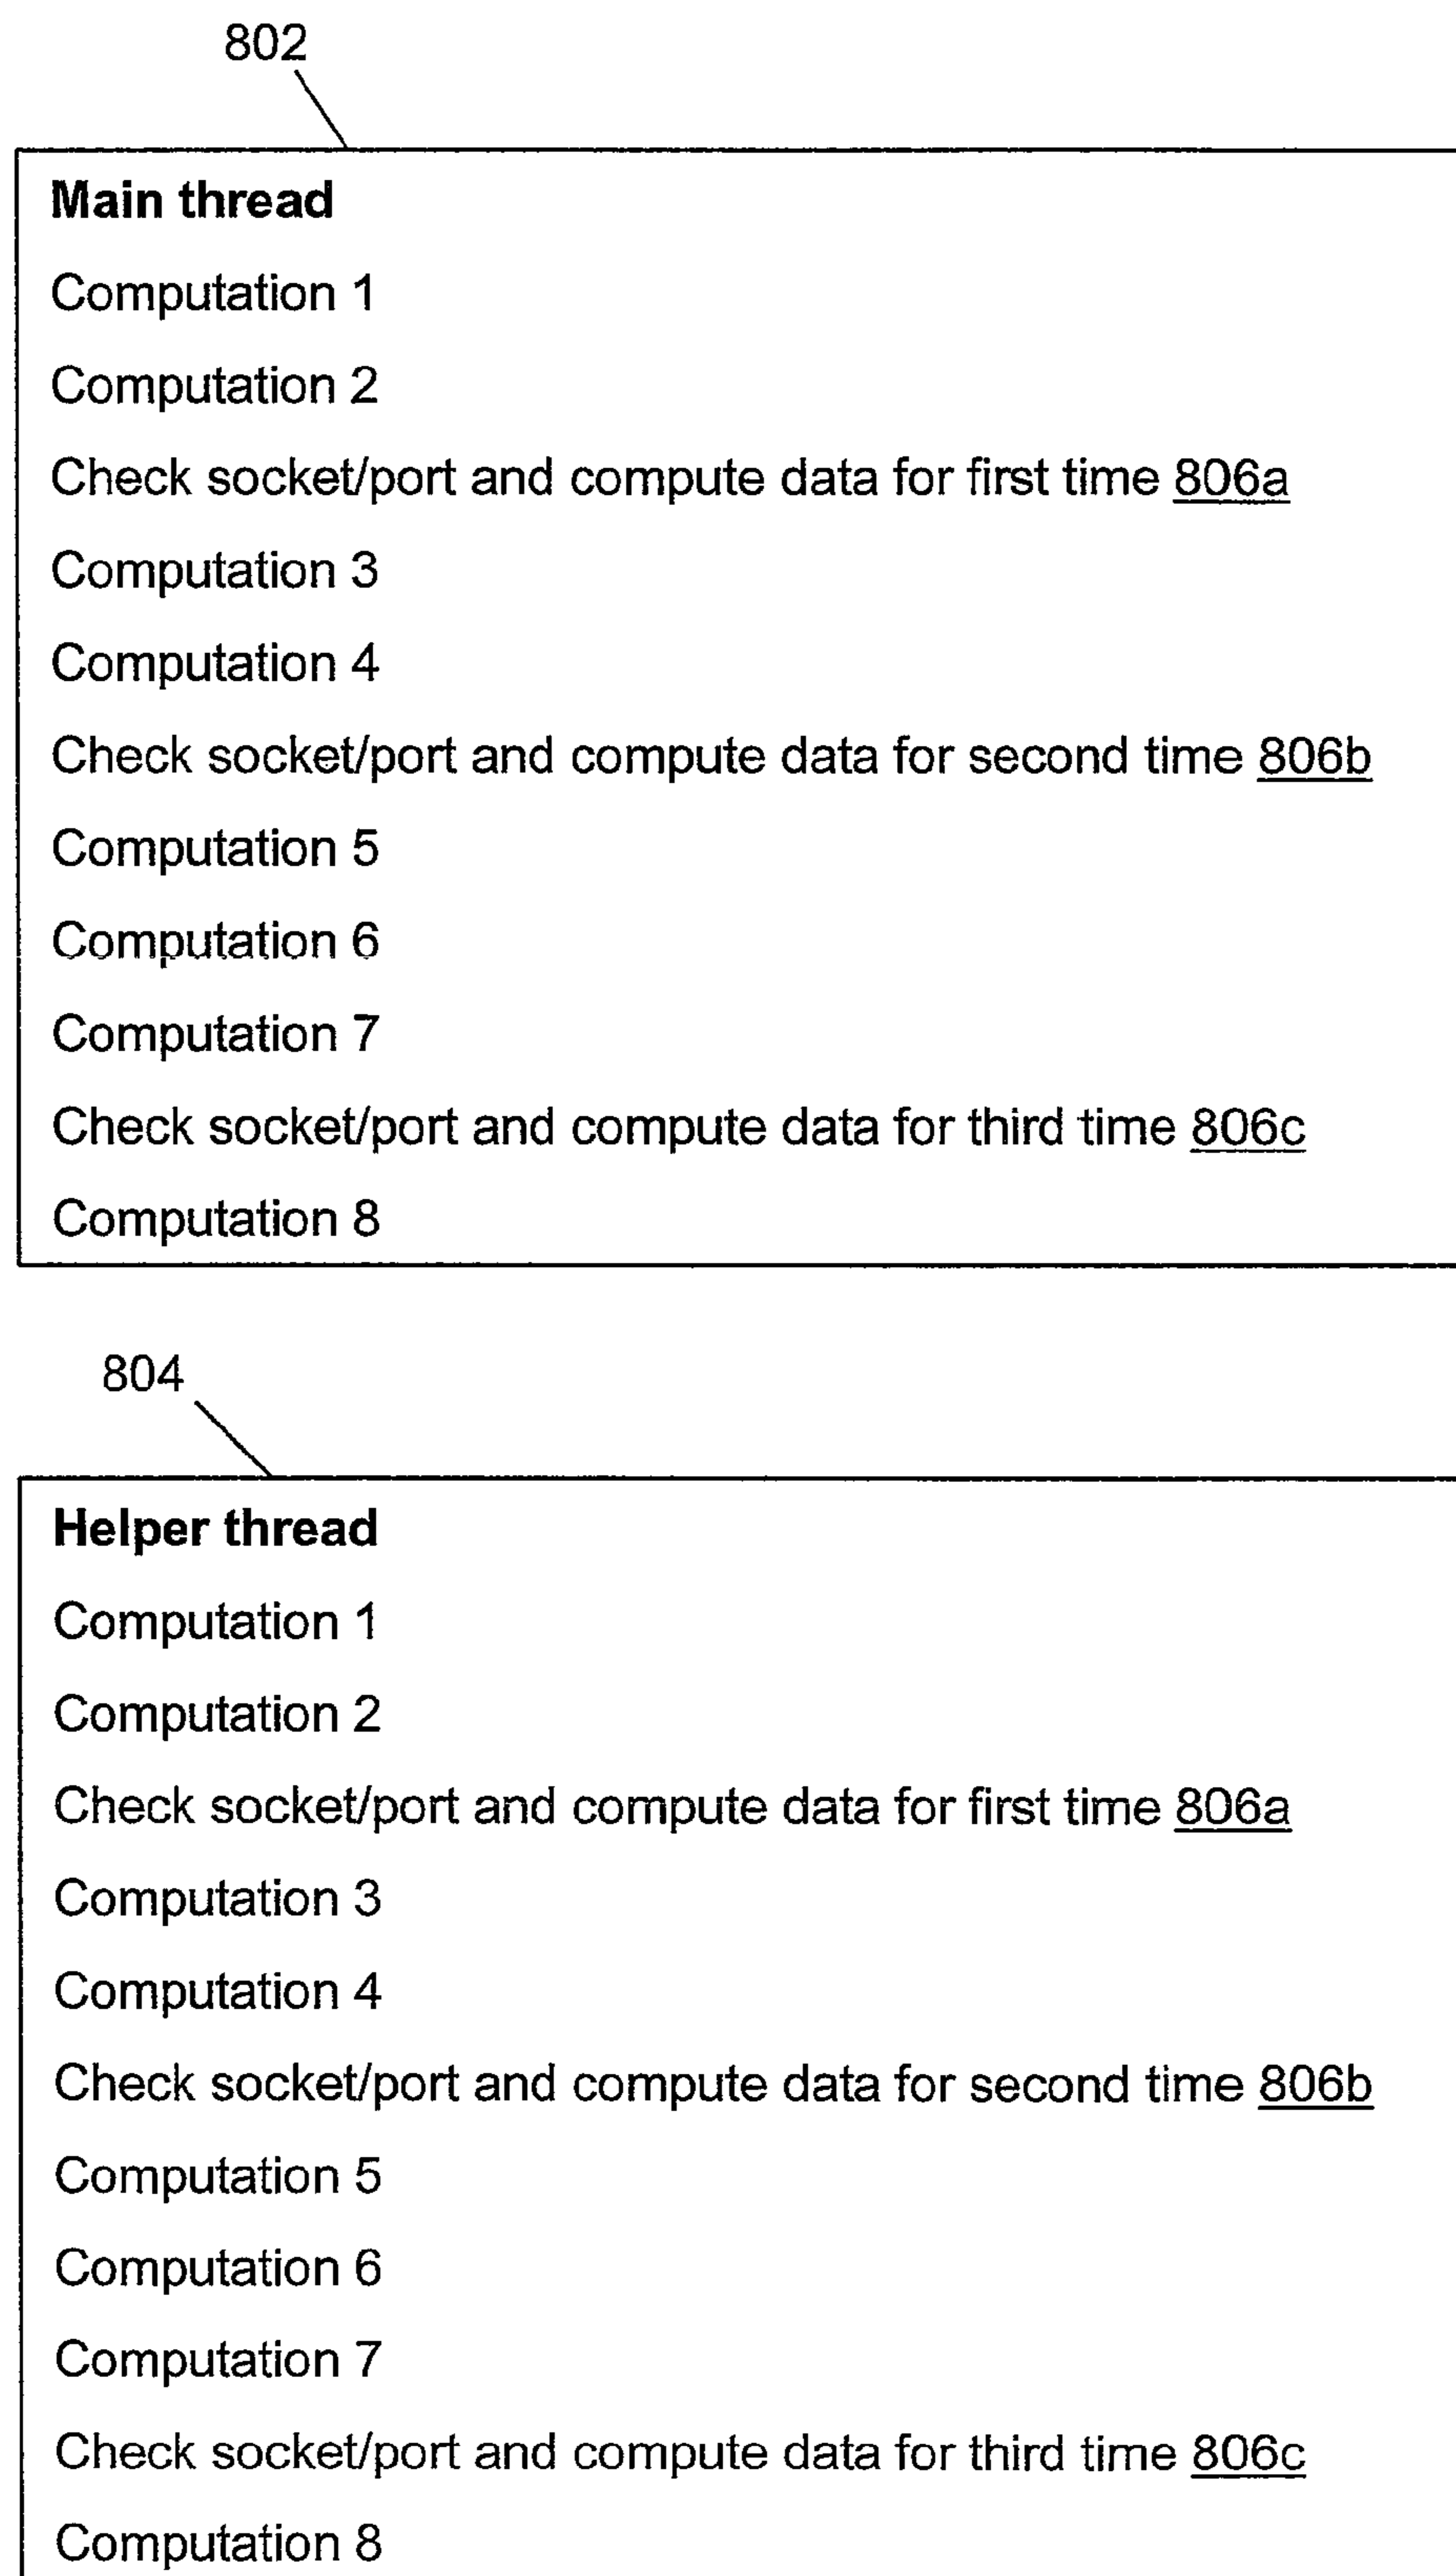 802
Main thread
Computation 1
Computation 2
Check socket/port and compute data for first time 806a
Computation 3
Computation 4
Check socket/port and compute data for second time 806b
Computation 5
Computation 6
Computation 7
Check socket/port and compute data for third time 806c
Computation 8
804
Helper thread
Computation 1
Computation 2
Check socket/port and compute data for first time 806a
Computation 3
Computation 4
Check socket/port and compute data for second time 806b
Computation 5
Computation 6
Computation 7
Check socket/port and compute data for third time 806c
Computation 8